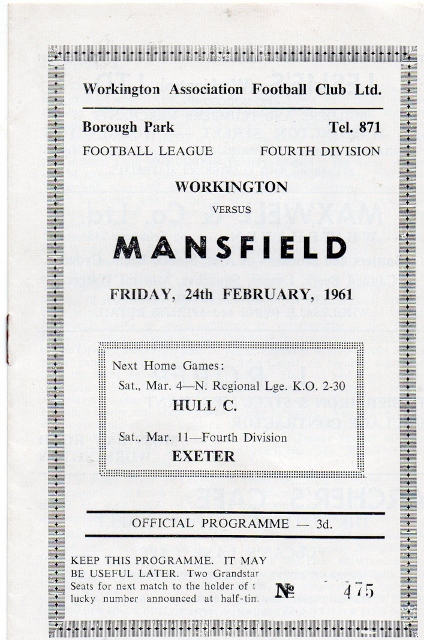 Workington Association Football Club Ltd.
Borough Park Tel. 871
FOOTBALL LEAGUE FOURTH DIVISION
WORKINGTON
VERSUS
MANSFIELD
FRIDAY, 24th FEBRUARY, 1961
Next Home Games:
Sat., Mar. 4—N. Regional Lge. K.O. 2-30
HULL C.
Sat., Mar. 11—Fourth Division
EXETER
OFFICIAL PROGRAMME — 3d.
KEEP THIS PROGRAMME. IT MAY
BE USEFUL LATER. Two Grandstan
Seats for next match to the holder of t
lucky number announced at half-tim
№ 475